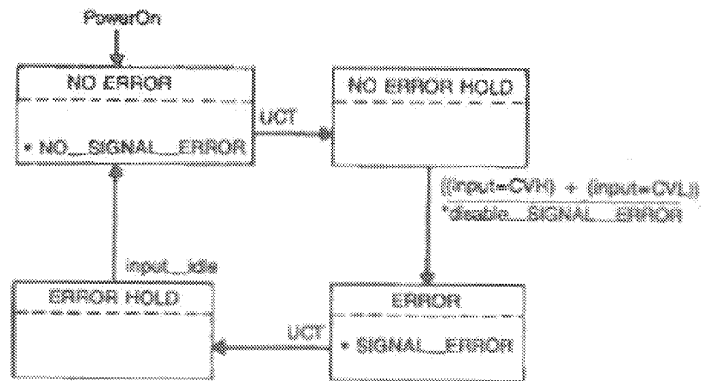 PowerOn
NO ERROR
* NO_SIGNAL_ERROR
UCT
NO ERROR HOLD
((input=CVH) + (input=CVL))
*disable_SIGNAL_ERROR
input_idle
ERROR HOLD
UCT
ERROR
* SIGNAL_ERROR